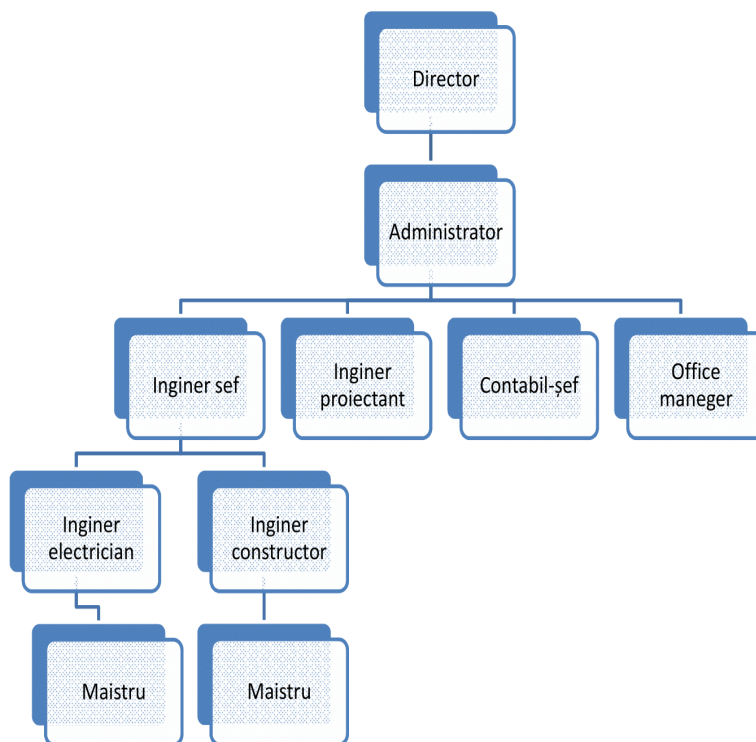 Director
Administrator
Inginer sef
Inginer
proiectant
Contabil-șef
Office
maneger
Inginer
electrician
Inginer
constructor
Maistru
Maistru